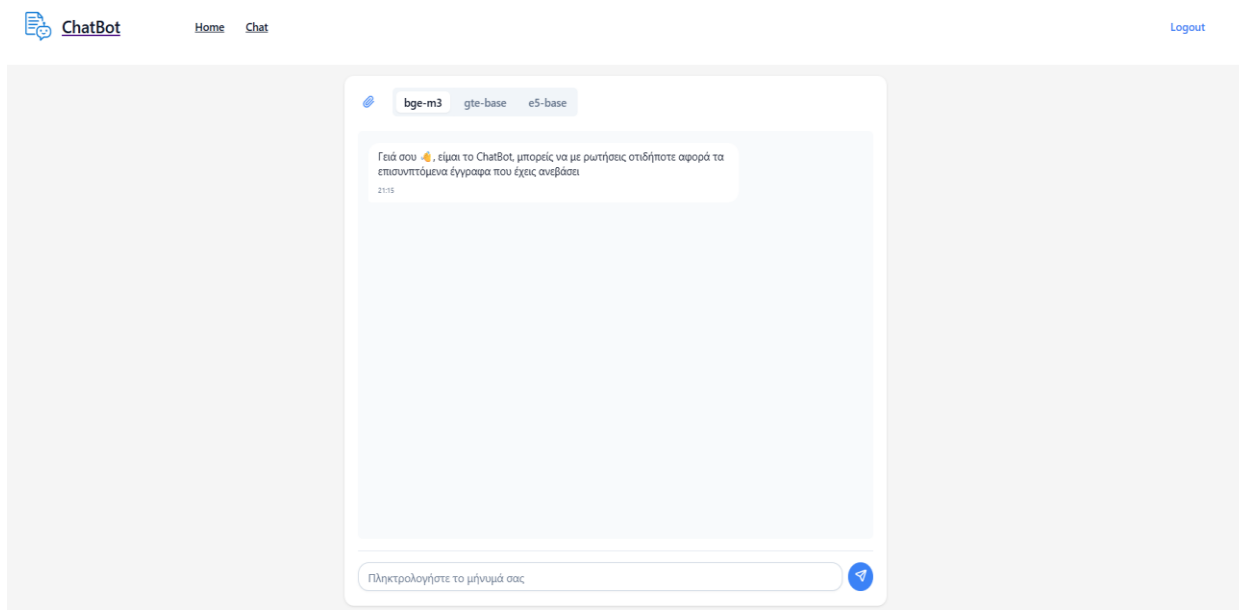 ChatBot Home Chat Logout
bge-m3 gte-base e5-base
Γειά σου 👋, είμαι το ChatBot, μπορείς να με ρωτήσεις οτιδήποτε αφορά τα
επισυνπτόμενα έγγραφα που έχεις ανεβάσει
21:15
Πληκτρολογήστε το μήνυμά σας